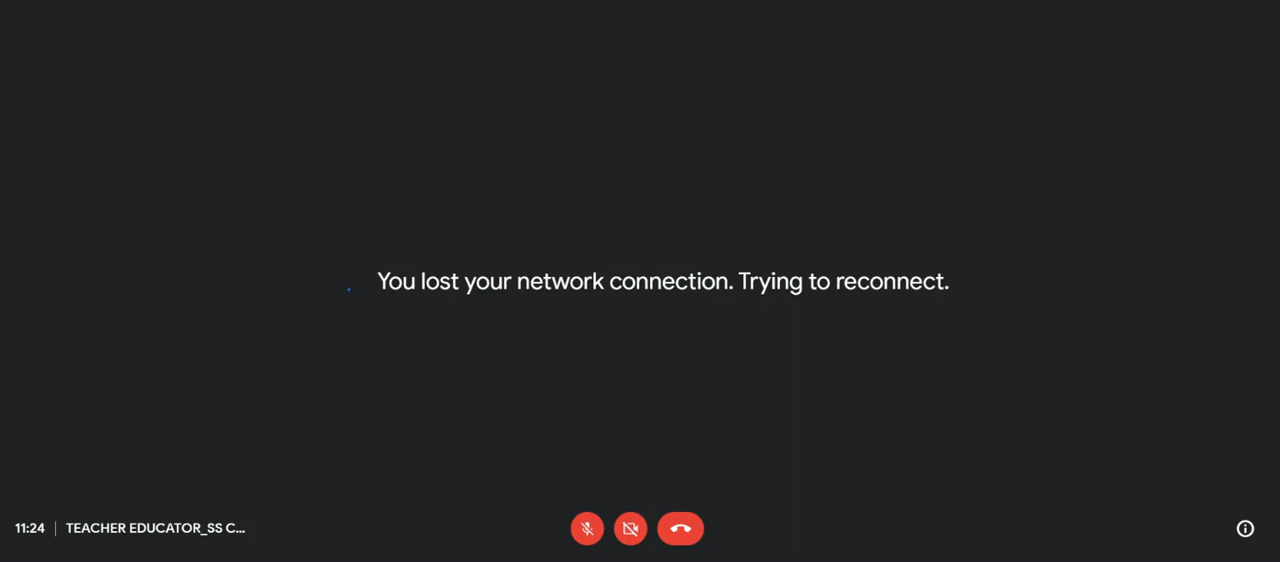 You lost your network connection. Trying to reconnect.
11:24 | TEACHER EDUCATOR_SS C...